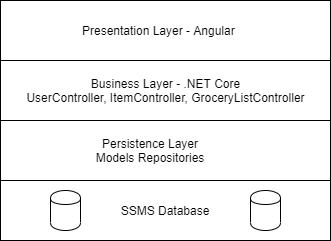 Presentation Layer - Angular
Business Layer - .NET Core
UserController, ItemController, GroceryListController
Persistence Layer
Models Repositories
SSMS Database